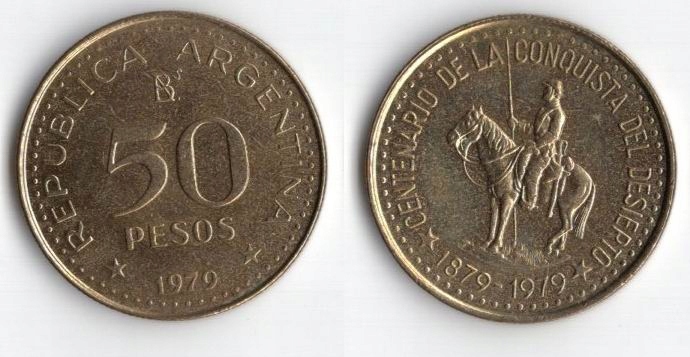 REPUBLICA ARGENTINA
50
PESOS
1979
CENTENARIO DE LA CONQUISTA DEL DESIERTO
1879-1979